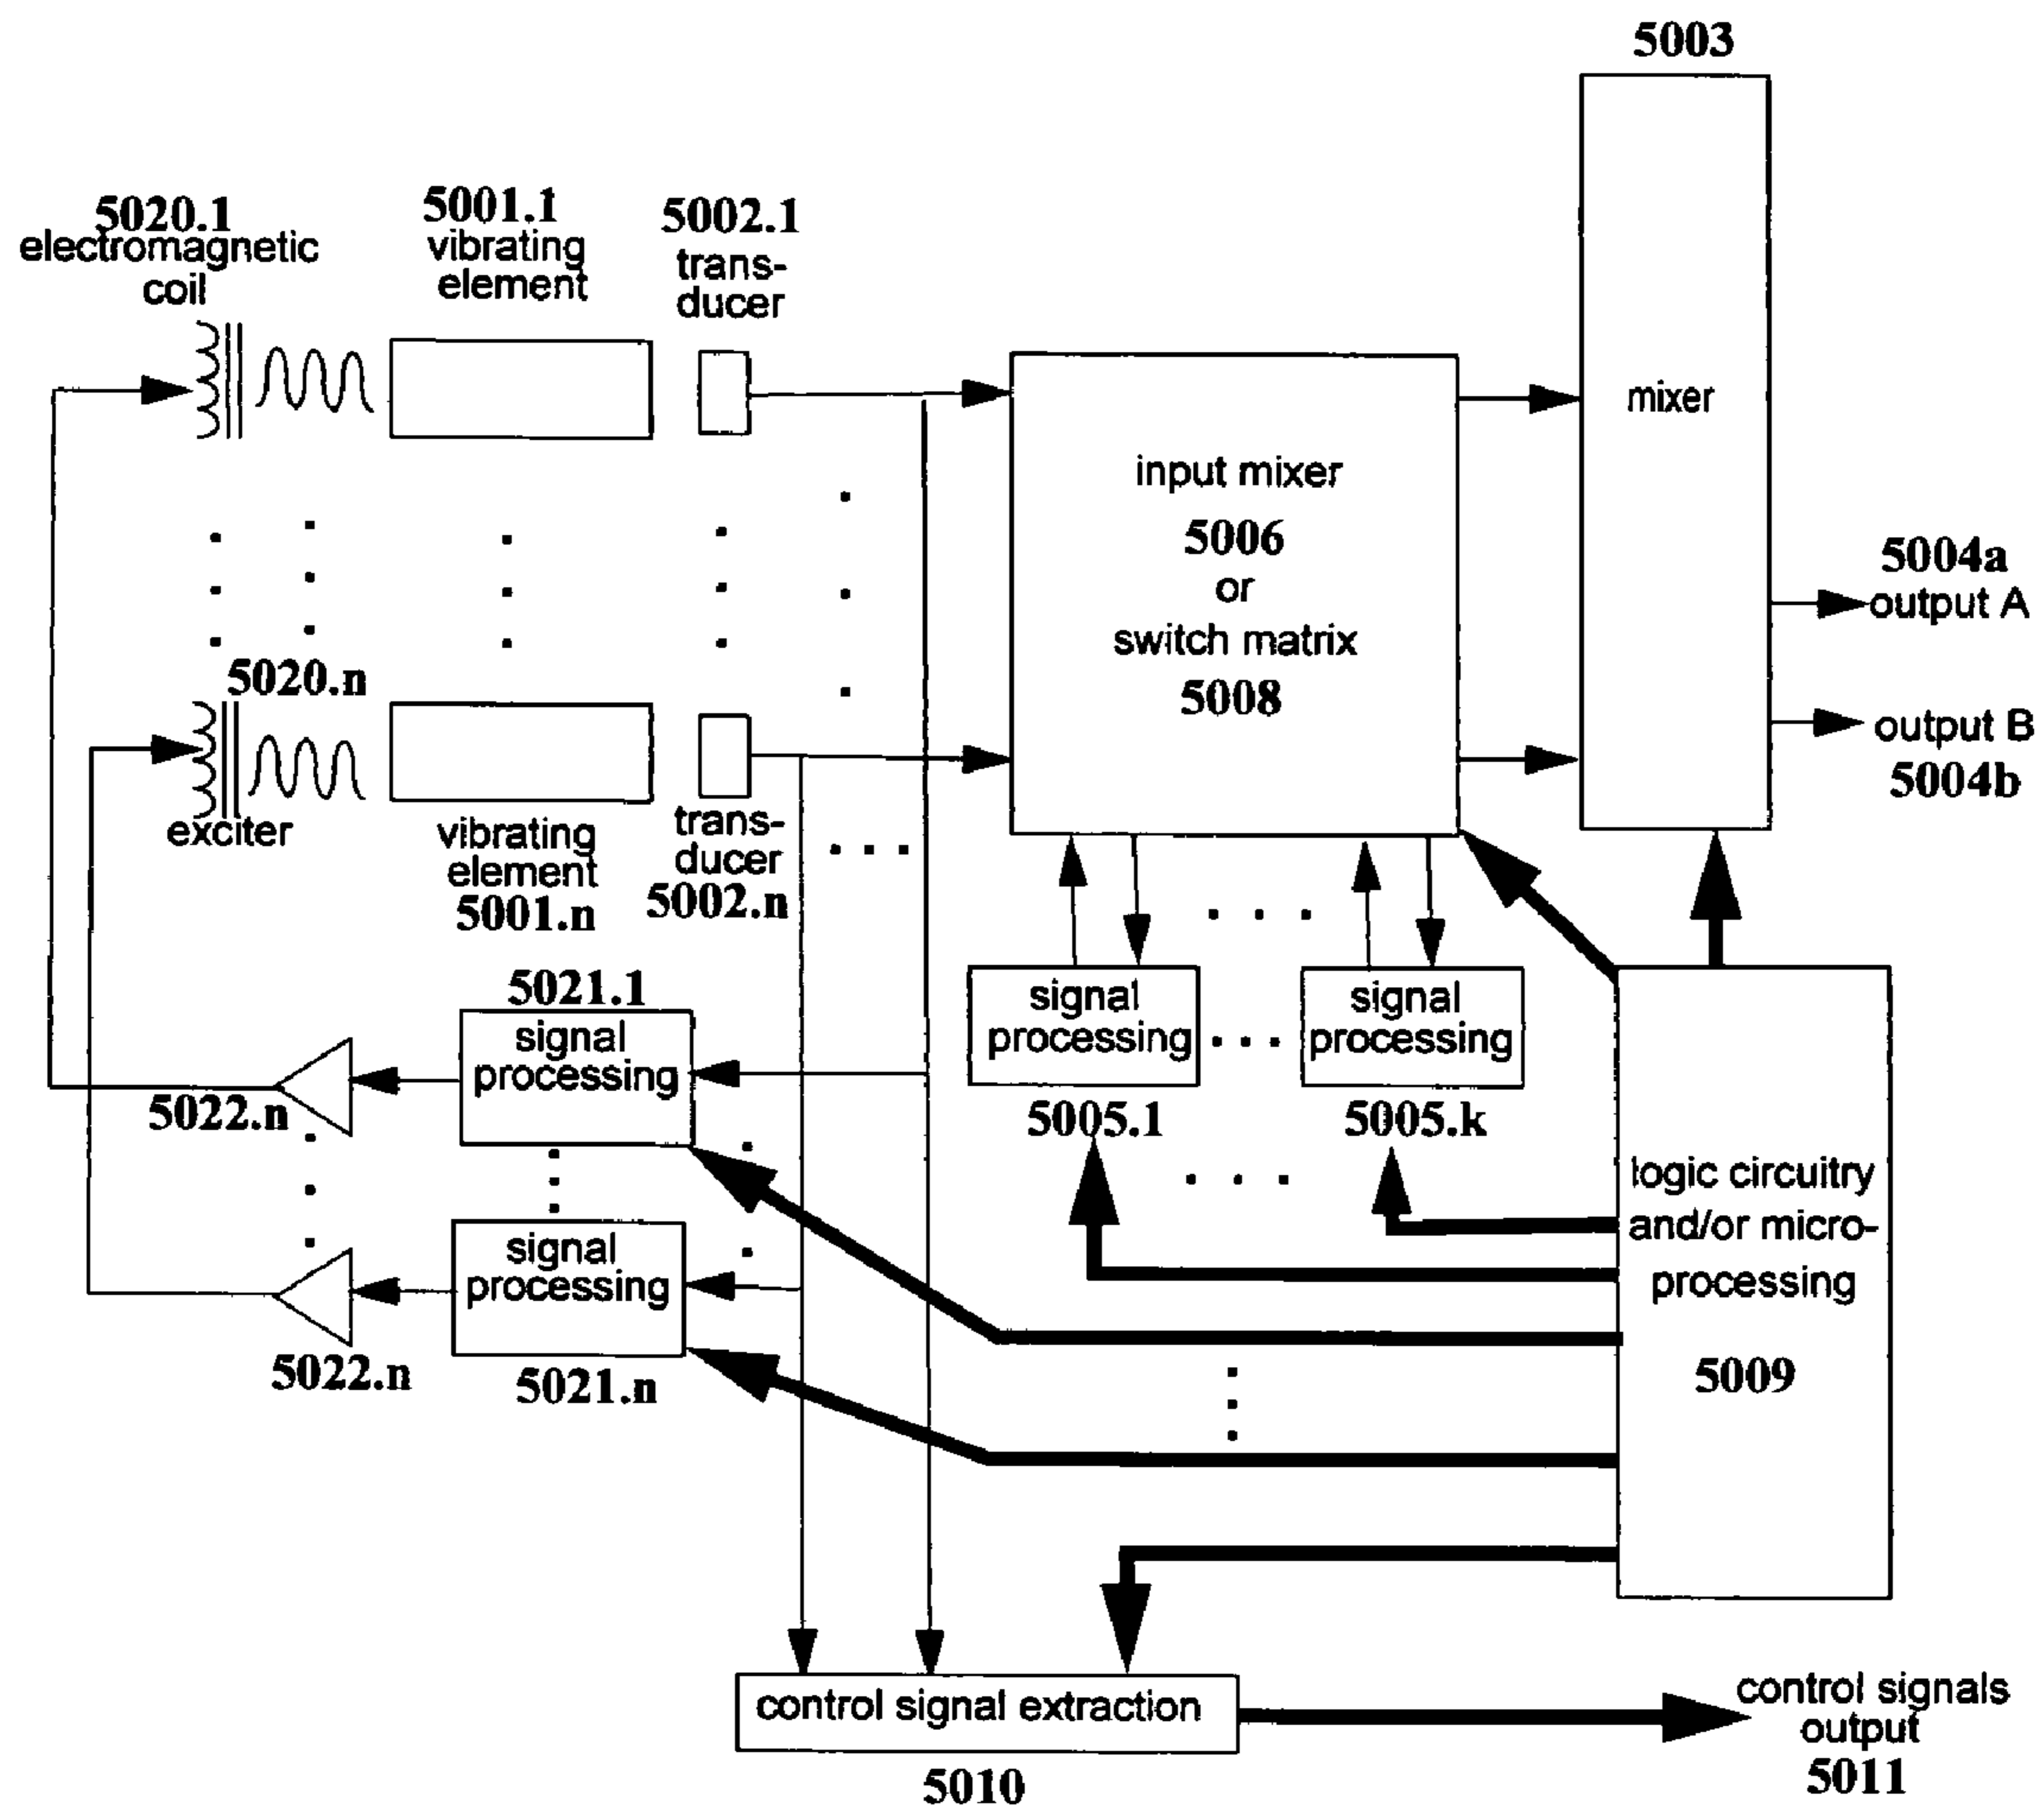 5003
5020.1
electromagnetic
coil
5001.1
vibrating
element
5002.1
trans-
ducer
mixer
input mixer
5006
or
switch matrix
5008
5004a
output A
output B
5004b
5020.n
exciter
vibrating
element
5001.n
trans-
ducer
5002.n
5021.1
signal
processing
5022.n
signal
processing
5022.n
5021.n
signal
processing
5005.1
signal
processing
5005.k
logic circuitry
and/or micro-
processing
5009
control signal extraction
5010
control signals
output
5011